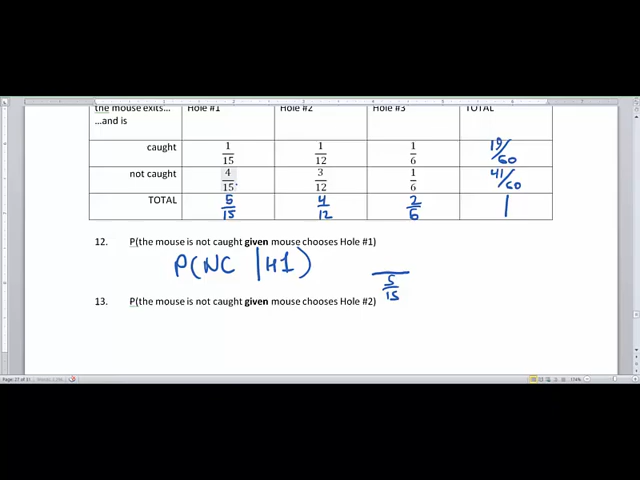 the mouse exits... Hole #1 Hole #2 Hole #3 TOTAL
...and is
caught 1/15 1/12 1/6 19/60
not caught 4/15 3/12 1/6 41/60
TOTAL 5/15 4/12 2/6 1
12. P(the mouse is not caught given mouse chooses Hole #1)
P(NC | H1)
5/15
13. P(the mouse is not caught given mouse chooses Hole #2)